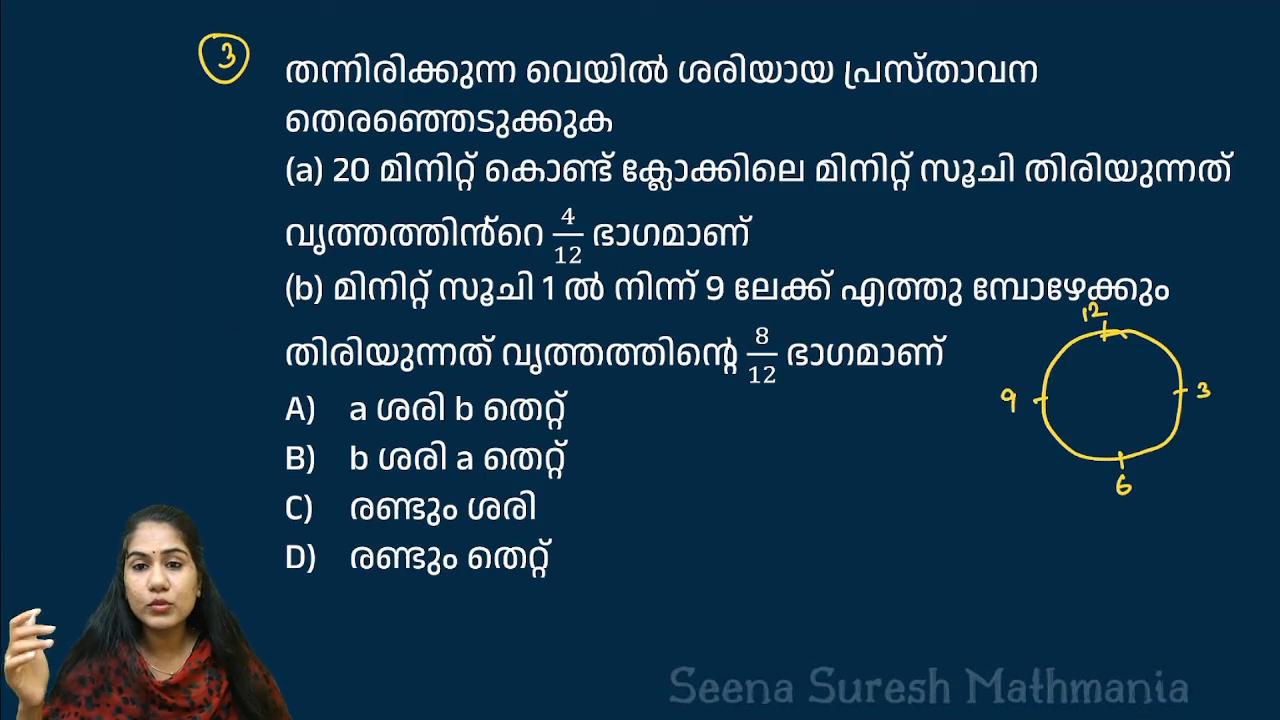 3
തന്നിരിക്കുന്ന വെയിൽ ശരിയായ പ്രസ്താവന
തെരഞ്ഞെടുക്കുക
(a) 20 മിനിറ്റ് കൊണ്ട് ക്ലോക്കിലെ മിനിറ്റ് സൂചി തിരിയുന്നത്
വൃത്തത്തിൻ്റെ 4/12 ഭാഗമാണ്
(b) മിനിറ്റ് സൂചി 1 ൽ നിന്ന് 9 ലേക്ക് എത്തു മ്പോഴേക്കും
തിരിയുന്നത് വൃത്തത്തിന്റെ 8/12 ഭാഗമാണ്
A) a ശരി b തെറ്റ്
B) b ശരി a തെറ്റ്
C) രണ്ടും ശരി
D) രണ്ടും തെറ്റ്
12
9
3
6
Seena Suresh Mathmania